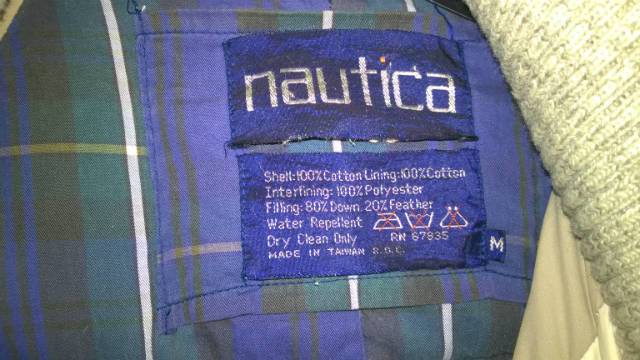 nautica
Shell:100%Cotton Lining:100%Cotton
Interlining: 100%Polyester
Filling: 80%Down, 20%Feather
Water Repellent
Dry Clean Only RN 67835
MADE IN TAIWAN R.O.C.
M